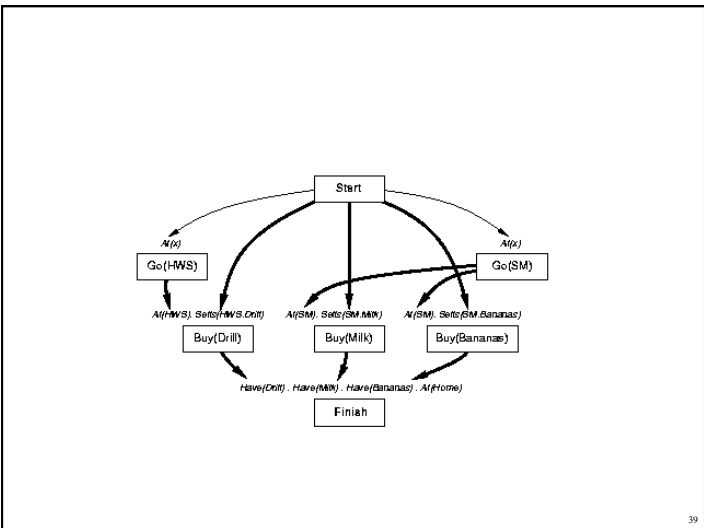 Start
At(x) At(x)
Go(HWS) Go(SM)
At(HWS), Sells(HWS,Drill) At(SM), Sells(SM,Milk) At(SM), Sells(SM,Bananas)
Buy(Drill) Buy(Milk) Buy(Bananas)
Have(Drill) , Have(Milk) , Have(Bananas) , At(Home)
Finish
39